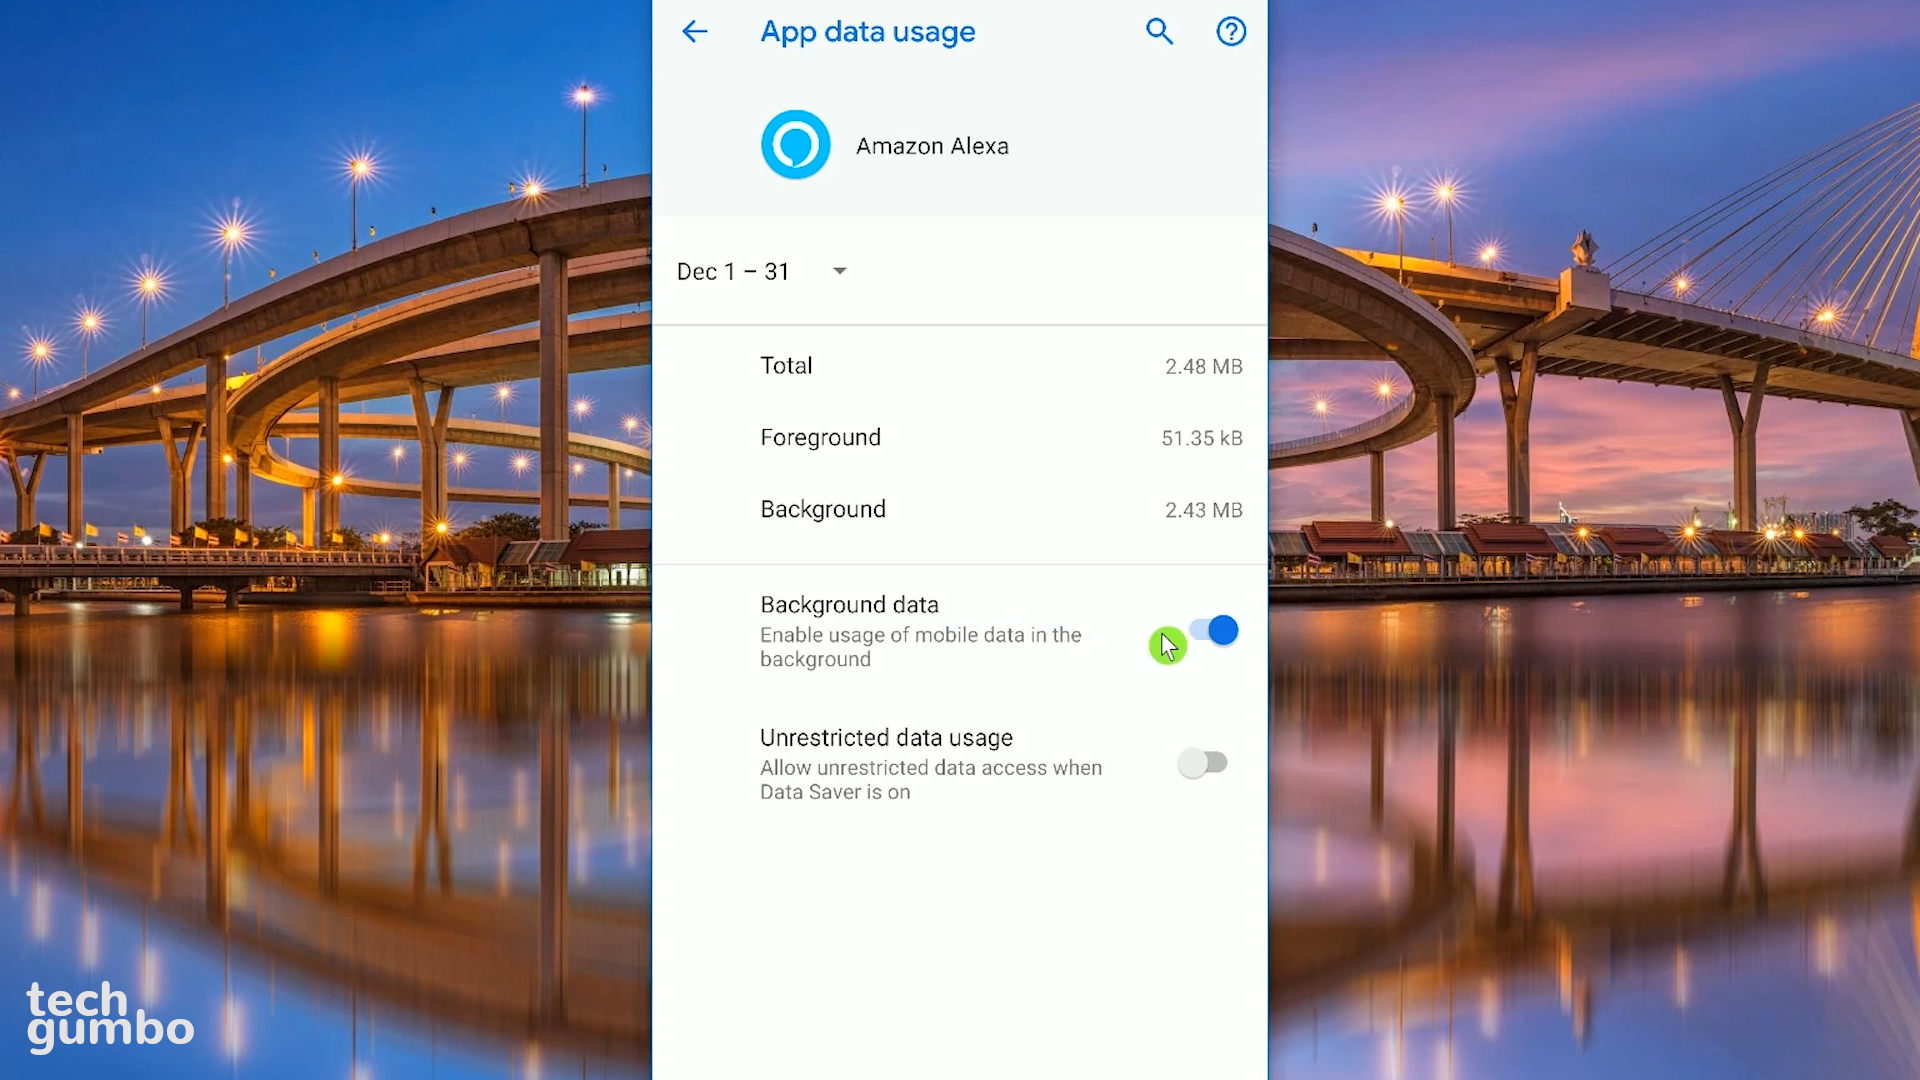 App data usage
Amazon Alexa
Dec 1 – 31
Total 2.48 MB
Foreground 51.35 kB
Background 2.43 MB
Background data
Enable usage of mobile data in the
background
Unrestricted data usage
Allow unrestricted data access when
Data Saver is on
tech
gumbo